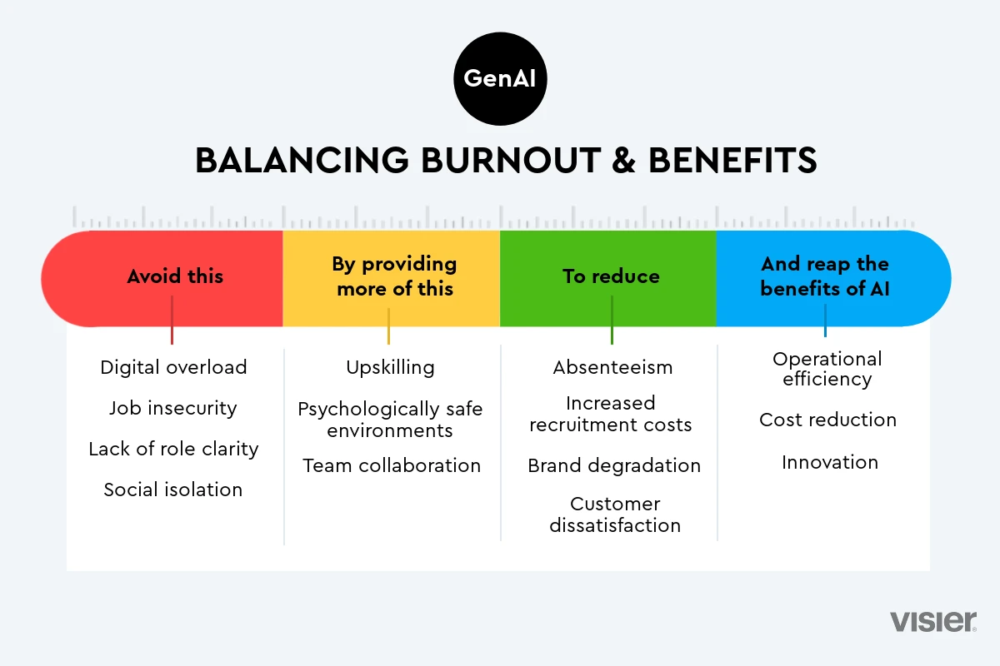 GenAI
BALANCING BURNOUT & BENEFITS
Avoid this
Digital overload
Job insecurity
Lack of role clarity
Social isolation
By providing
more of this
Upskilling
Psychologically safe
environments
Team collaboration
To reduce
Absenteeism
Increased
recruitment costs
Brand degradation
Customer
dissatisfaction
And reap the
benefits of AI
Operational
efficiency
Cost reduction
Innovation
VISIER®